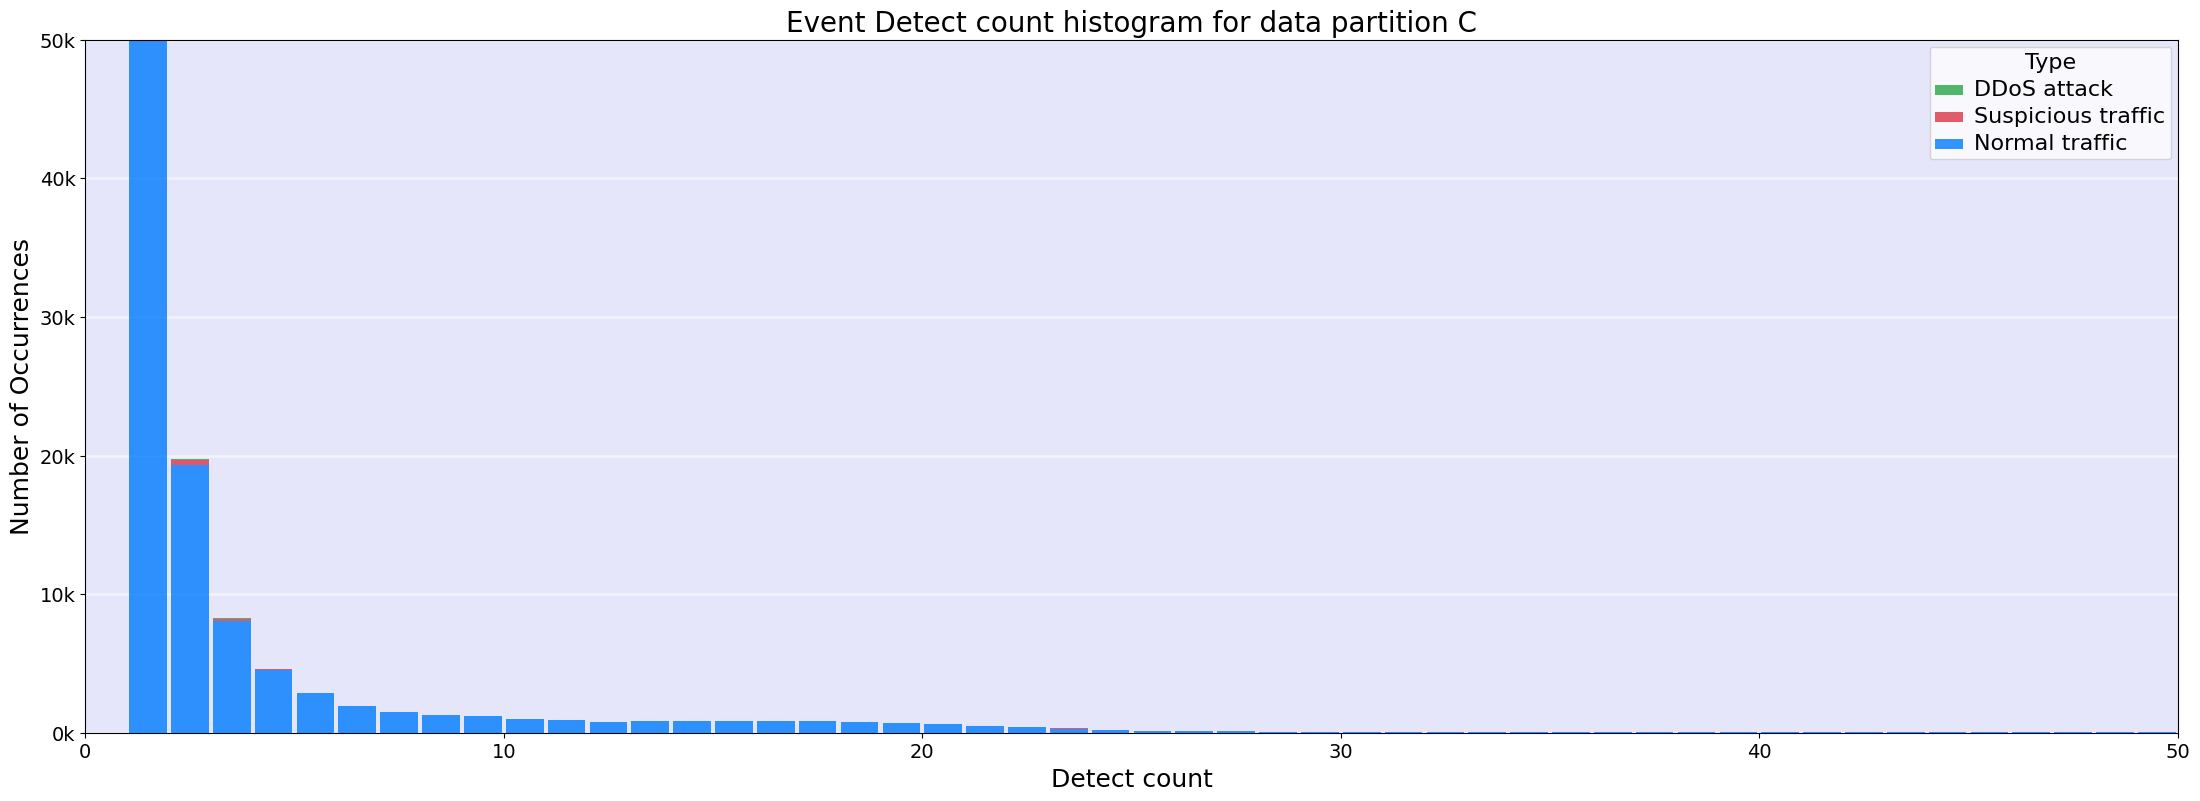 Event Detect count histogram for data partition C
50k
40k
30k
20k
10k
0k
Number of Occurrences
Type
DDoS attack
Suspicious traffic
Normal traffic
0
10
20
30
40
50
Detect count